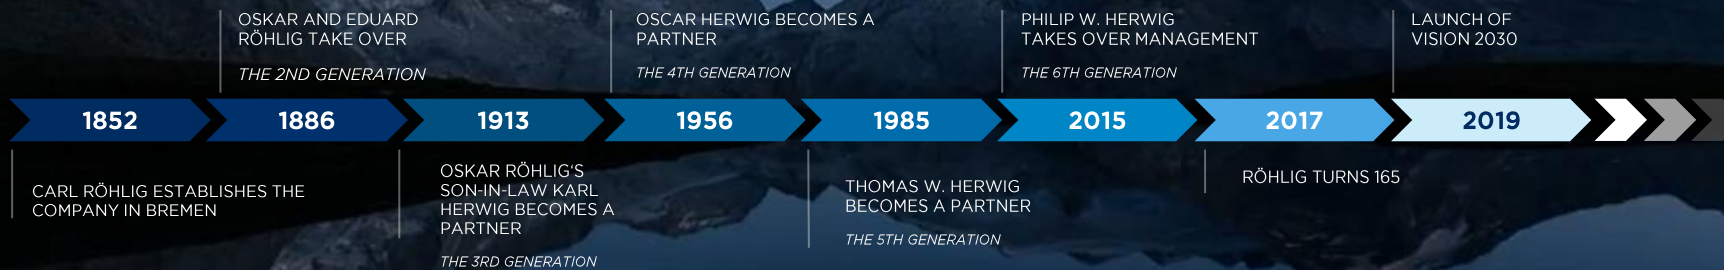 OSKAR AND EDUARD
RÖHLIG TAKE OVER
THE 2ND GENERATION
OSCAR HERWIG BECOMES A
PARTNER
THE 4TH GENERATION
PHILIP W. HERWIG
TAKES OVER MANAGEMENT
THE 6TH GENERATION
LAUNCH OF
VISION 2030
1852
1886
1913
1956
1985
2015
2017
2019
CARL RÖHLIG ESTABLISHES THE
COMPANY IN BREMEN
OSKAR RÖHLIG‘S
SON-IN-LAW KARL
HERWIG BECOMES A
PARTNER
THE 3RD GENERATION
THOMAS W. HERWIG
BECOMES A PARTNER
THE 5TH GENERATION
RÖHLIG TURNS 165